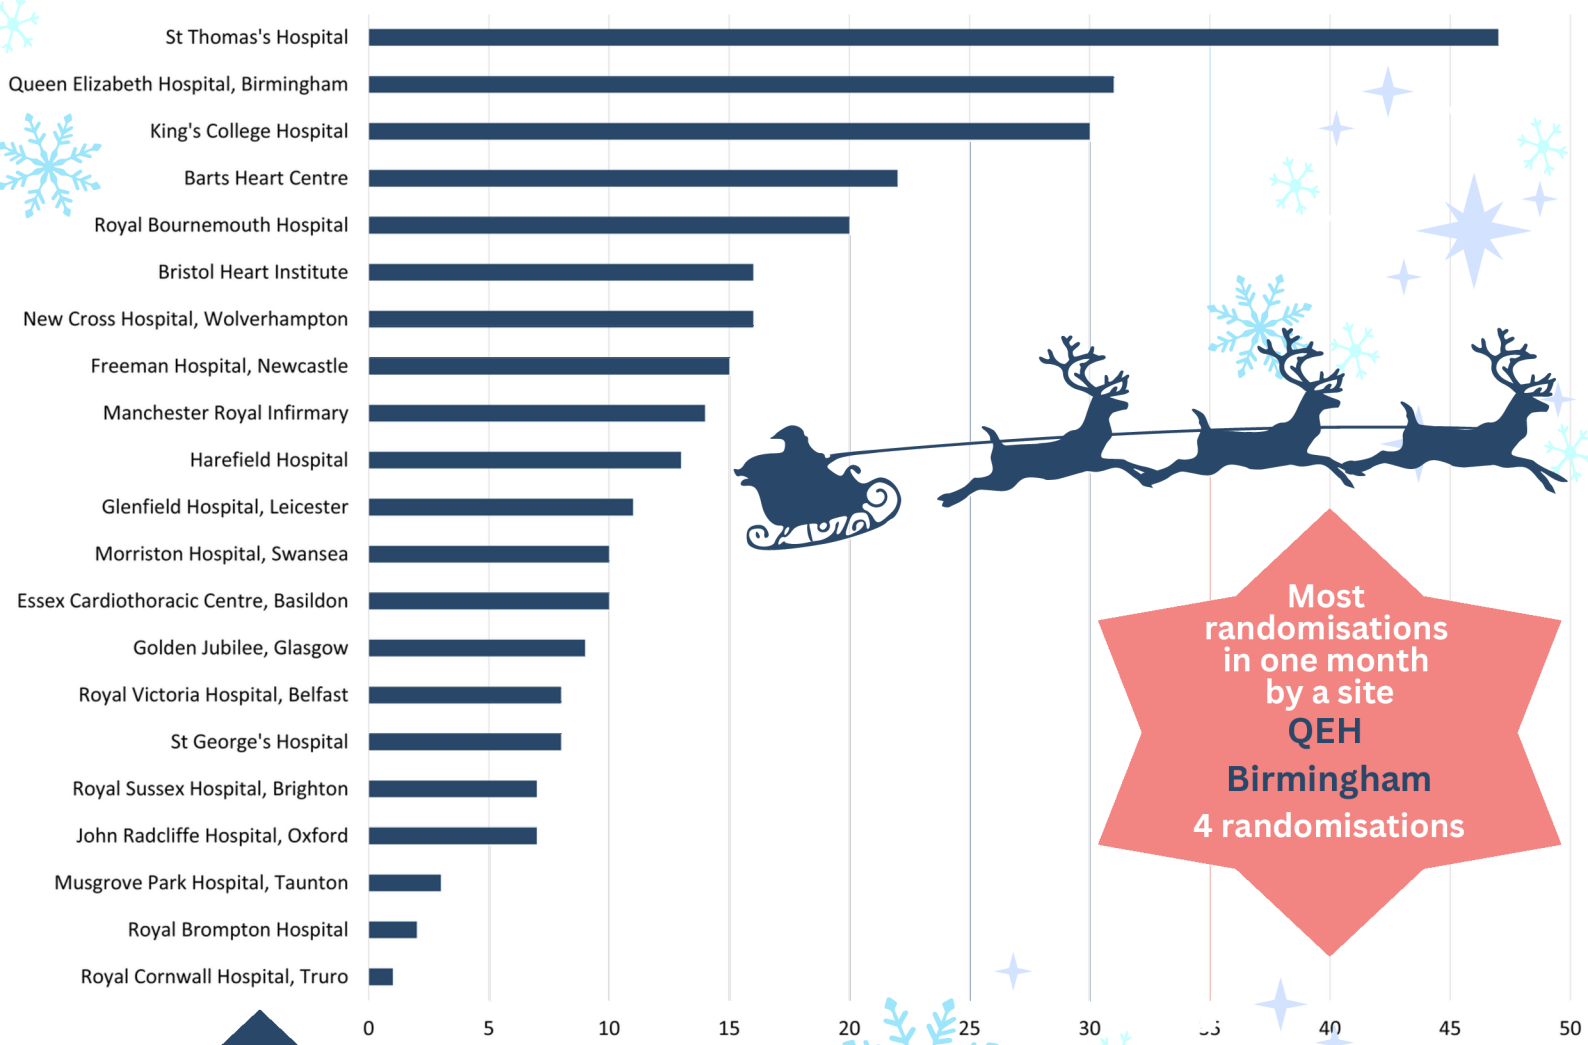 St Thomas's Hospital
Queen Elizabeth Hospital, Birmingham
King's College Hospital
Barts Heart Centre
Royal Bournemouth Hospital
Bristol Heart Institute
New Cross Hospital, Wolverhampton
Freeman Hospital, Newcastle
Manchester Royal Infirmary
Harefield Hospital
Glenfield Hospital, Leicester
Morriston Hospital, Swansea
Essex Cardiothoracic Centre, Basildon
Golden Jubilee, Glasgow
Royal Victoria Hospital, Belfast
St George's Hospital
Royal Sussex Hospital, Brighton
John Radcliffe Hospital, Oxford
Musgrove Park Hospital, Taunton
Royal Brompton Hospital
Royal Cornwall Hospital, Truro
0 5 10 15 20 25 30 35 40 45 50
Most
randomisations
in one month
by a site
QEH
Birmingham
4 randomisations